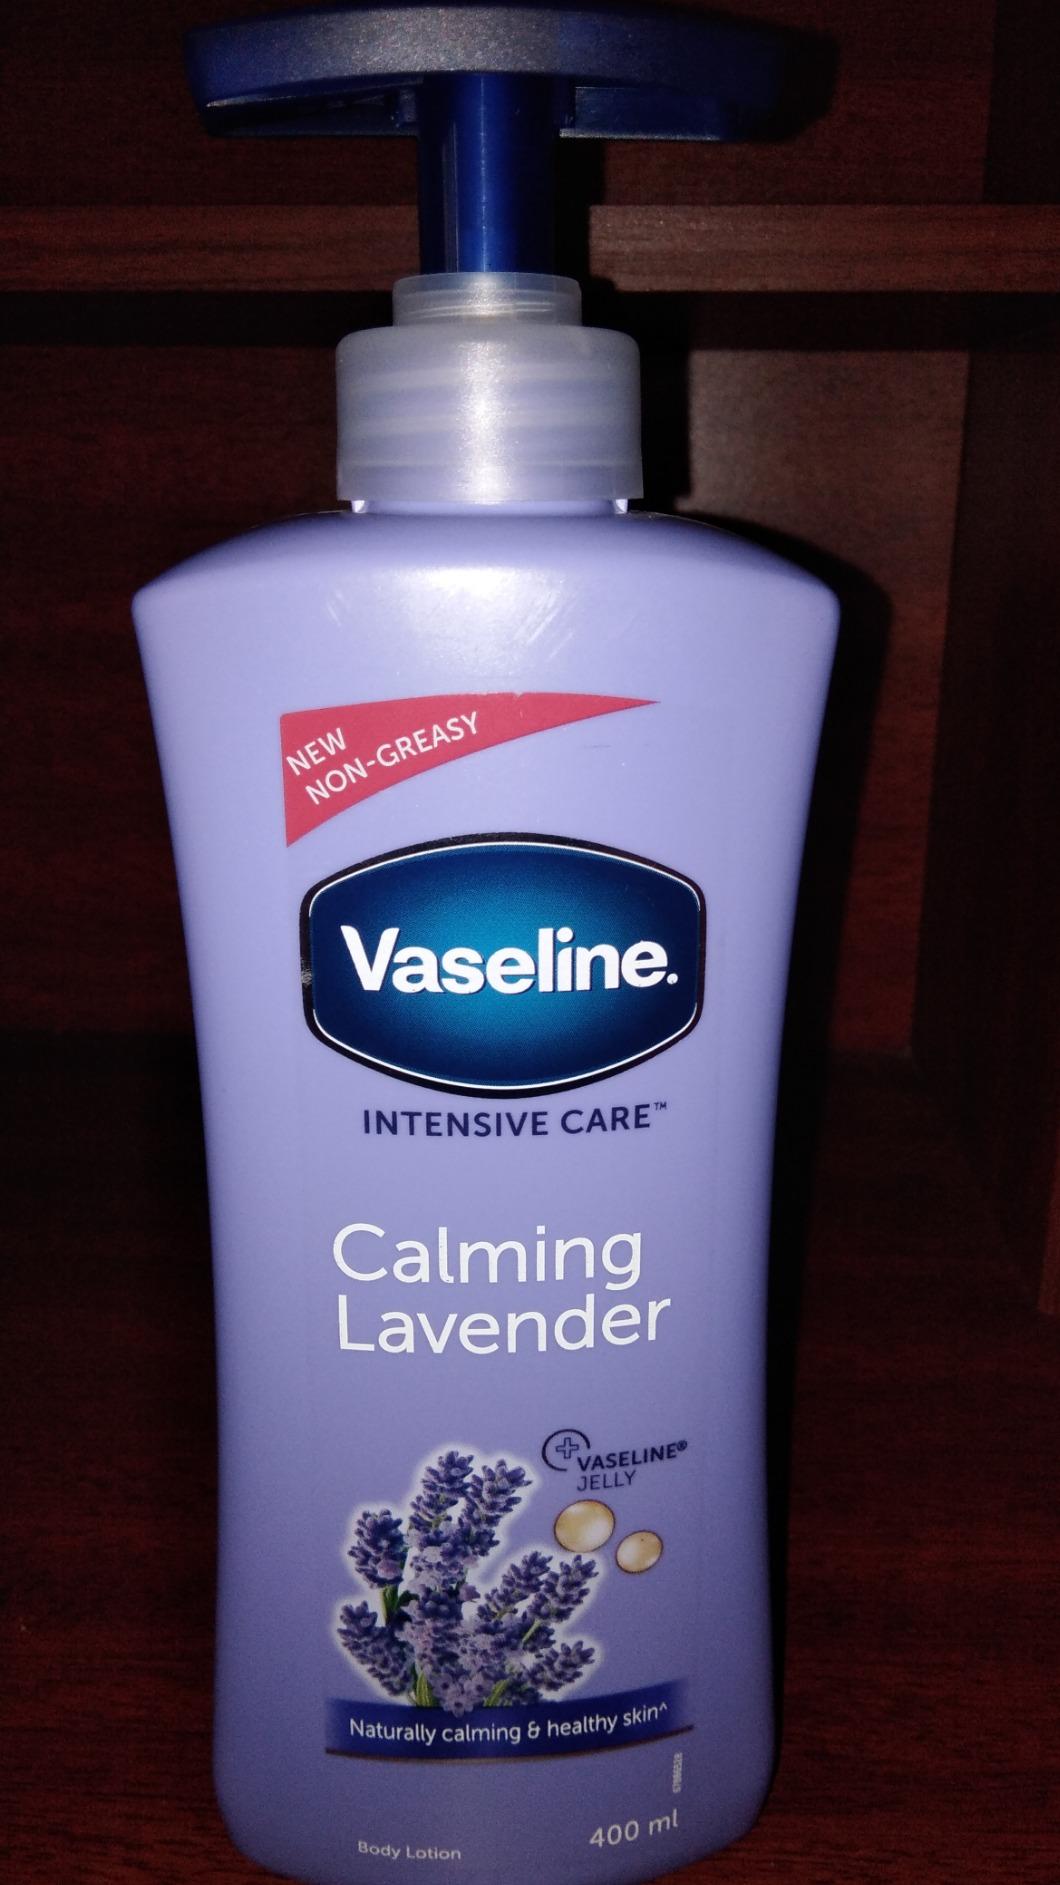 NEW
NON-GREASY
Vaseline.
INTENSIVE CARE™
Calming
Lavender
VASELINE®
JELLY
Naturally calming & healthy skin^
Body Lotion
400 ml